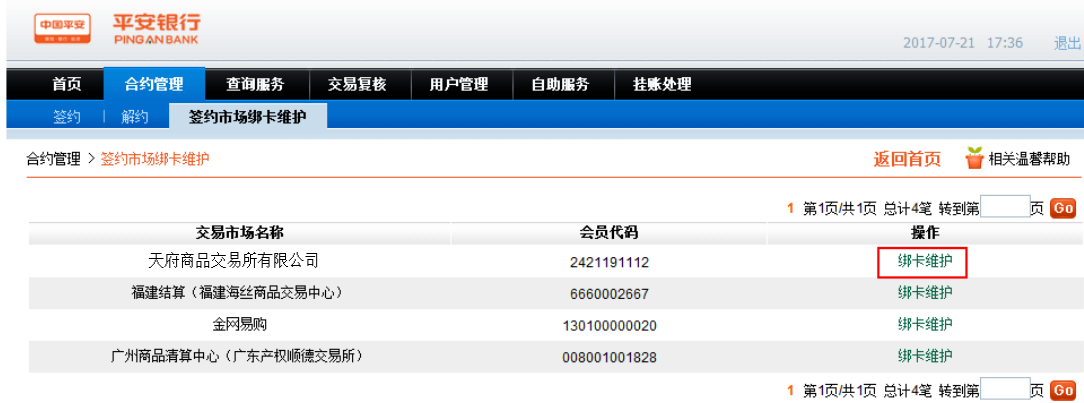 中国平安 平安银行
PINGAN BANK
2017-07-21 17:36 退出
首页 合约管理 查询服务 交易复核 用户管理 自助服务 挂账处理
签约 | 解约 签约市场绑卡维护
合约管理 > 签约市场绑卡维护 返回首页 相关温馨帮助
1 第1页/共1页 总计4笔 转到第 页 Go
交易市场名称 会员代码 操作
天府商品交易所有限公司 2421191112 绑卡维护
福建结算（福建海丝商品交易中心） 6660002667 绑卡维护
金网易购 130100000020 绑卡维护
广州商品清算中心（广东产权顺德交易所） 008001001828 绑卡维护
1 第1页/共1页 总计4笔 转到第 页 Go